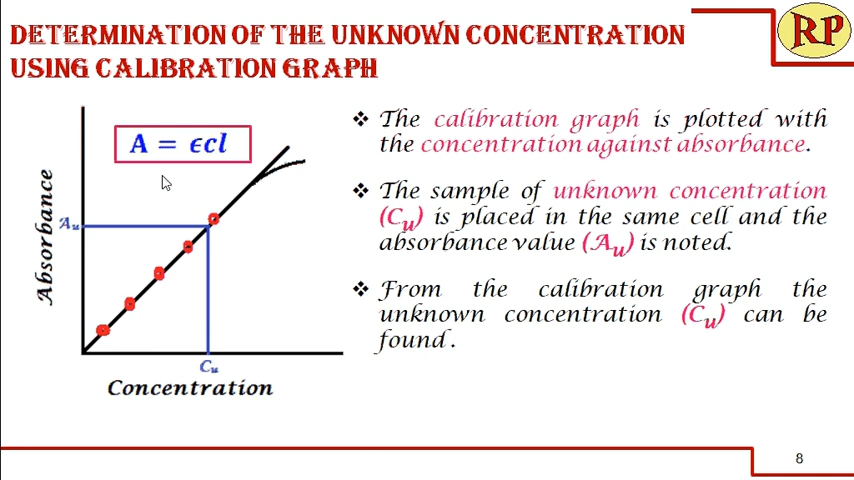 DETERMINATION OF THE UNKNOWN CONCENTRATION
USING CALIBRATION GRAPH
RP
A = ϵcl
Absorbance
Au
Cu
Concentration
❖ The calibration graph is plotted with
the concentration against absorbance.
❖ The sample of unknown concentration
(Cu) is placed in the same cell and the
absorbance value (Au) is noted.
❖ From the calibration graph the
unknown concentration (Cu) can be
found.
8